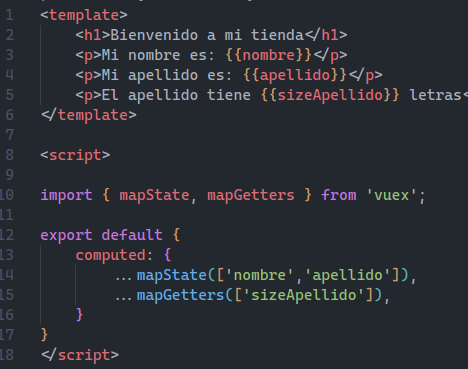 1 <template>
2 <h1>Bienvenido a mi tienda</h1>
3 <p>Mi nombre es: {{nombre}}</p>
4 <p>Mi apellido es: {{apellido}}</p>
5 <p>El apellido tiene {{sizeApellido}} letras<
6 </template>
7
8 <script>
9
10 import { mapState, mapGetters } from 'vuex';
11
12 export default {
13 computed: {
14 ...mapState(['nombre','apellido']),
15 ...mapGetters(['sizeApellido']),
16 }
17 }
18 </script>